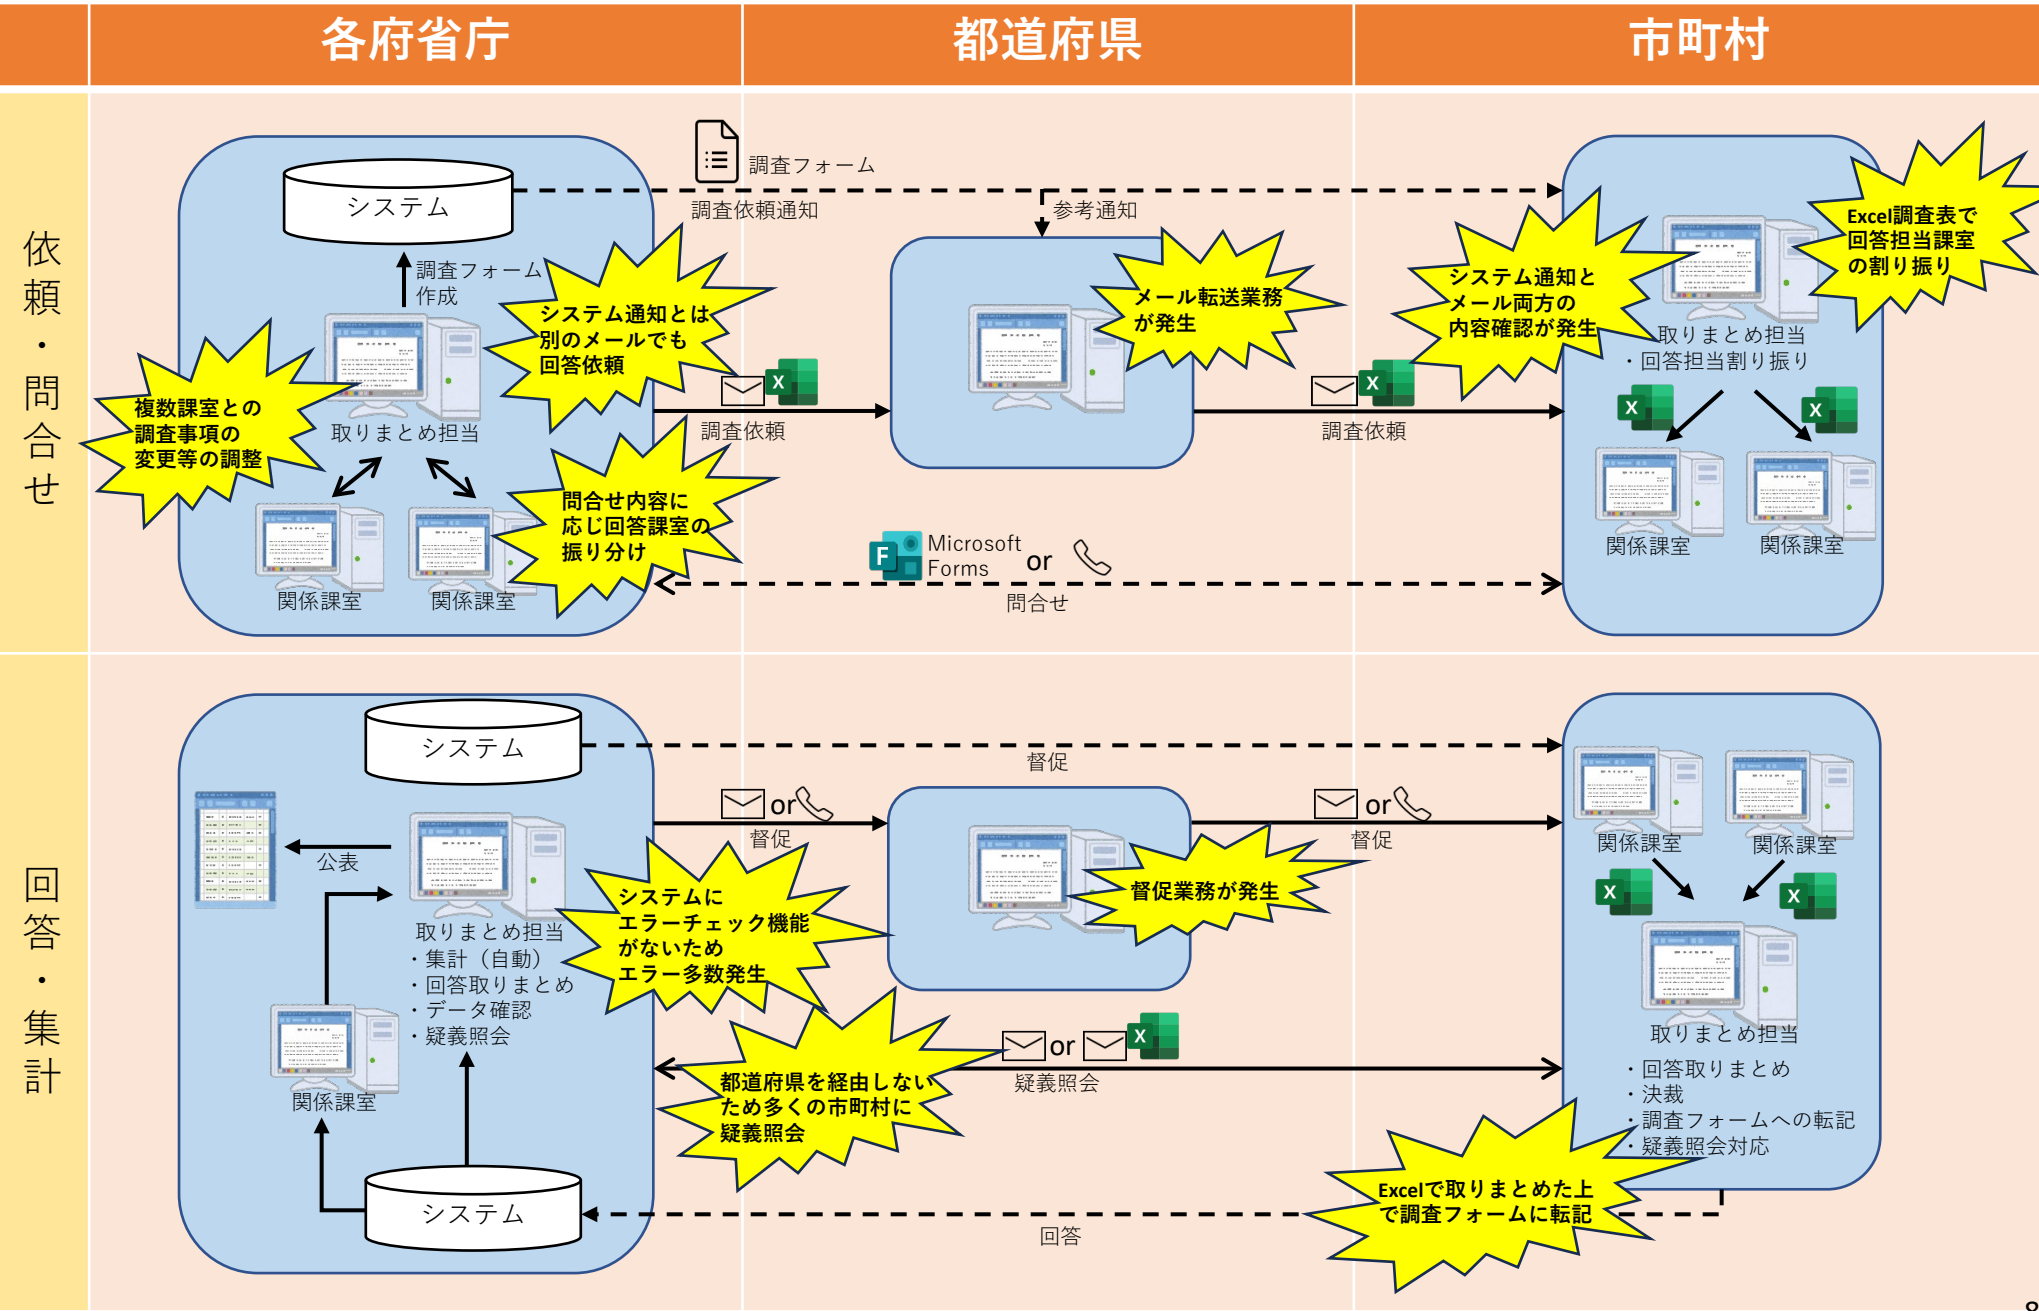 各府省庁
都道府県
市町村
依頼・問合せ
システム
調査フォーム
作成
取りまとめ担当
関係課室
関係課室
複数課室との
調査事項の
変更等の調整
システム通知とは
別のメールでも
回答依頼
問合せ内容に
応じ回答課室の
振り分け
調査フォーム
調査依頼通知
参考通知
調査依頼
メール転送業務
が発生
調査依頼
Microsoft
Forms
or
問合せ
システム通知と
メール両方の
内容確認が発生
Excel調査表で
回答担当課室
の割り振り
取りまとめ担当
・回答担当割り振り
関係課室
関係課室
回答・集計
システム
公表
取りまとめ担当
・集計（自動）
・回答取りまとめ
・データ確認
・疑義照会
関係課室
システム
システムに
エラーチェック機能
がないため
エラー多数発生
督促
or
督促
督促業務が発生
or
督促
都道府県を経由しない
ため多くの市町村に
疑義照会
or
疑義照会
回答
関係課室
関係課室
取りまとめ担当
・回答取りまとめ
・決裁
・調査フォームへの転記
・疑義照会対応
Excelで取りまとめた上
で調査フォームに転記